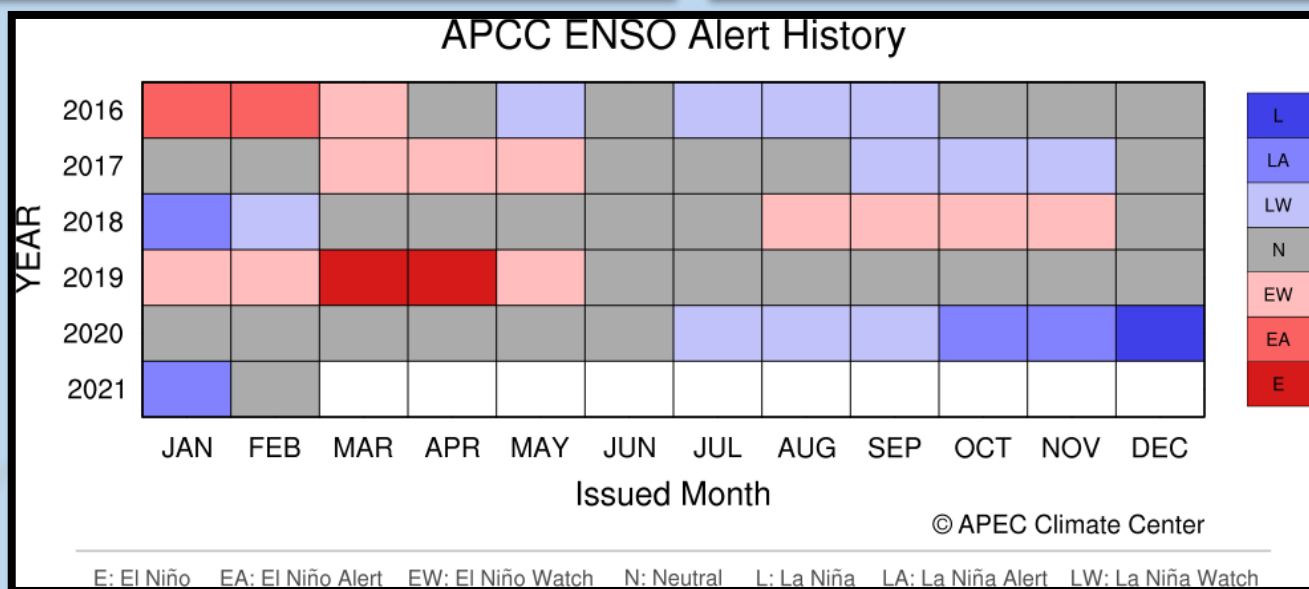 APCC ENSO Alert History
YEAR
2016
2017
2018
2019
2020
2021
JAN FEB MAR APR MAY JUN JUL AUG SEP OCT NOV DEC
Issued Month
L
LA
LW
N
EW
EA
E
© APEC Climate Center
E: El Niño EA: El Niño Alert EW: El Niño Watch N: Neutral L: La Niña LA: La Niña Alert LW: La Niña Watch